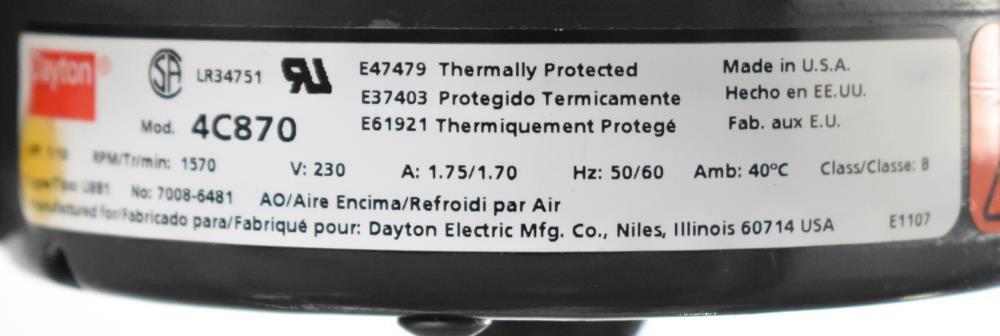 Dayton®
LR34751
E47479 Thermally Protected
Made in U.S.A.
E37403 Protegido Termicamente
Hecho en EE.UU.
Mod. 4C870
E61921 Thermiquement Protegé
Fab. aux E.U.
RPM/Tr/min: 1570 V: 230 A: 1.75/1.70 Hz: 50/60 Amb: 40ºC Class/Classe: B
No: 7008-6481 AO/Aire Encima/Refroidi par Air
for/Fabricado para/Fabriqué pour: Dayton Electric Mfg. Co., Niles, Illinois 60714 USA E1107